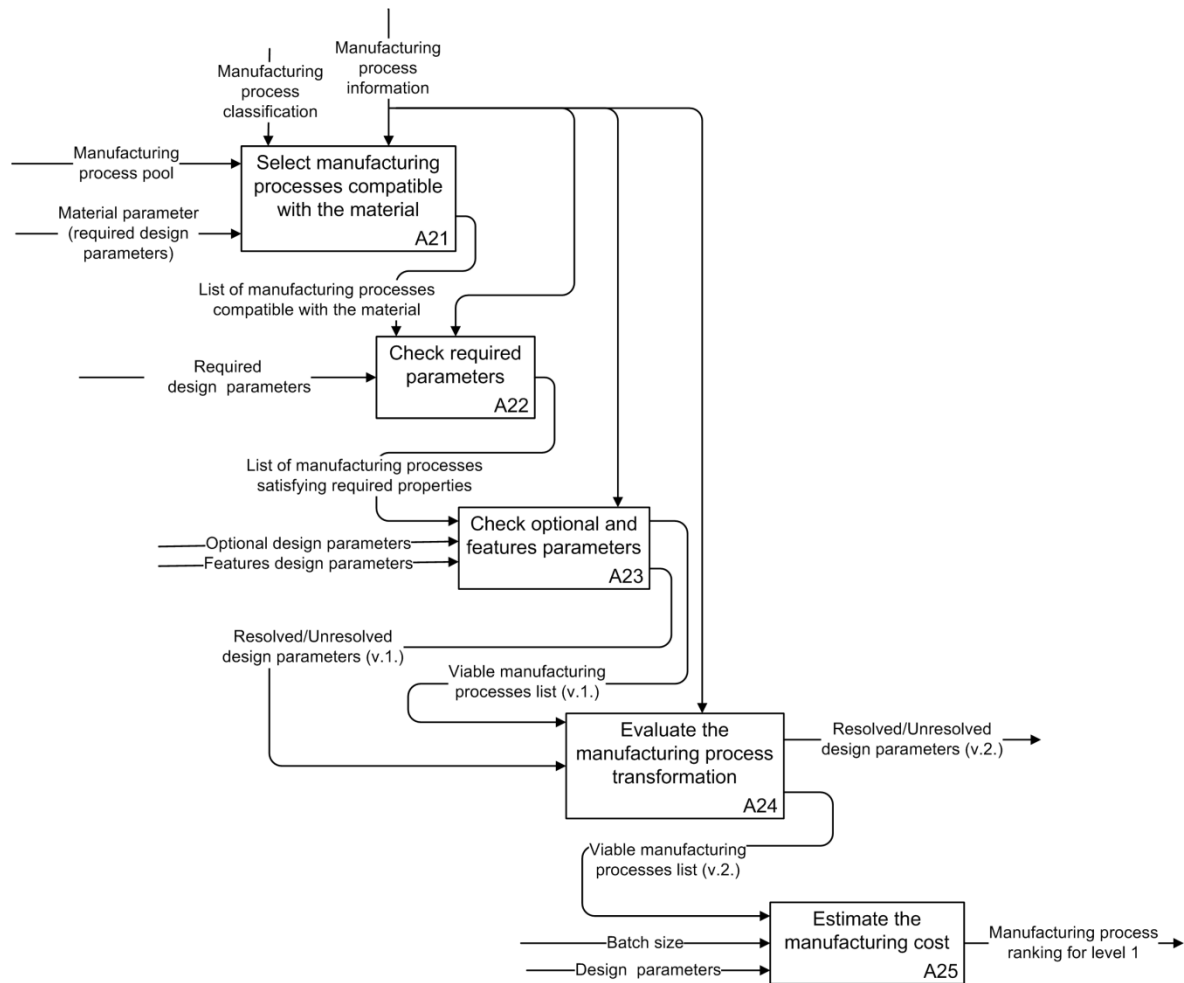 Manufacturing
process
information
Manufacturing
process
classification
Manufacturing
process pool
Select manufacturing
processes compatible
with the material
A21
Material parameter
(required design
parameters)
List of manufacturing processes
compatible with the material
Check required
parameters
A22
Required
design parameters
List of manufacturing processes
satisfying required properties
Check optional and
features parameters
A23
Optional design parameters
Features design parameters
Resolved/Unresolved
design parameters (v.1.)
Viable manufacturing
processes list (v.1.)
Evaluate the
manufacturing process
transformation
A24
Resolved/Unresolved
design parameters (v.2.)
Viable manufacturing
processes list (v.2.)
Estimate the
manufacturing cost
A25
Batch size
Design parameters
Manufacturing process
ranking for level 1